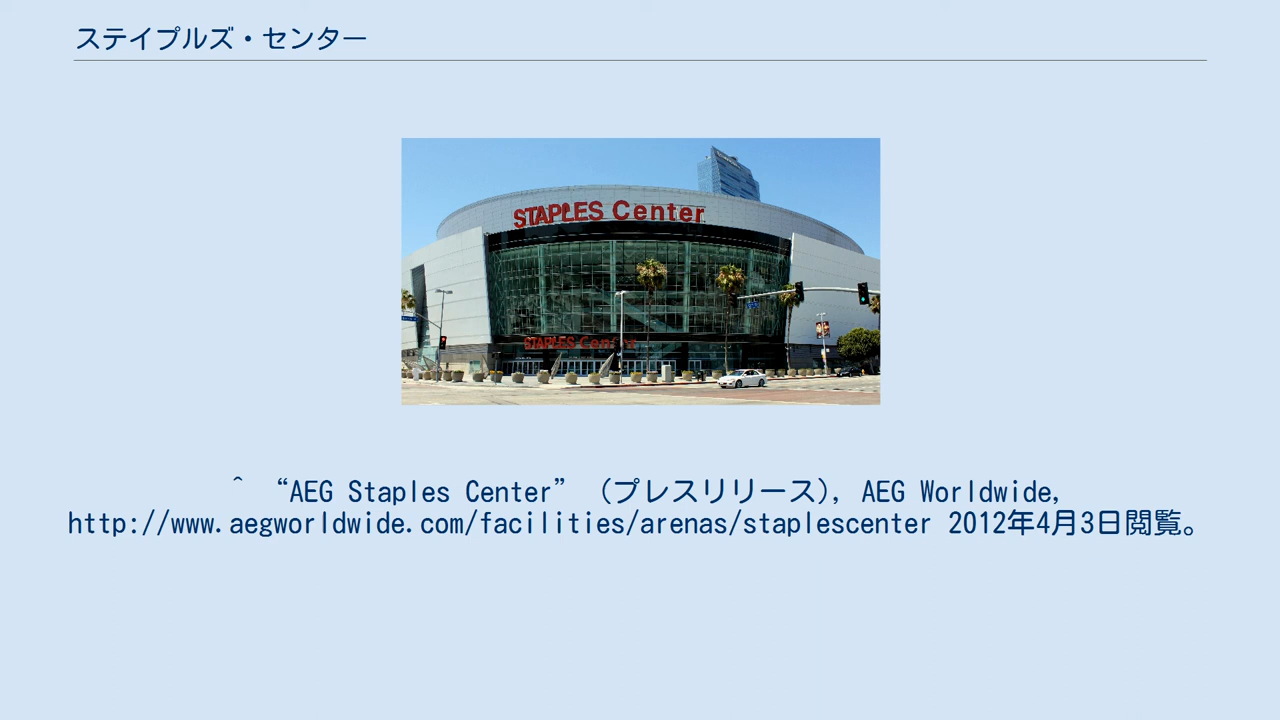 ステイプルズ・センター
STAPLES Center
STAPLES Center
^ “AEG Staples Center” (プレスリリース), AEG Worldwide,
http://www.aegworldwide.com/facilities/arenas/staplescenter 2012年4月3日閲覧。